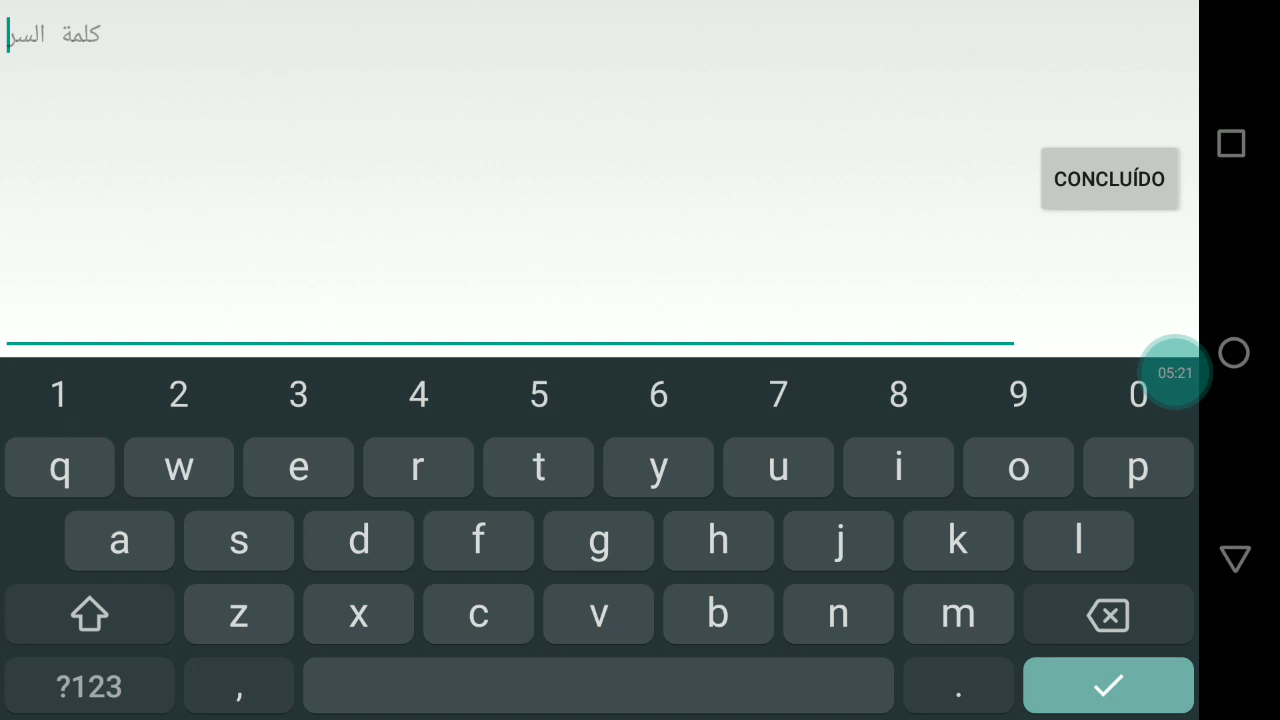 كلمة السر
CONCLUÍDO
05:21
1 2 3 4 5 6 7 8 9 0
q w e r t y u i o p
a s d f g h j k l
z x c v b n m
?123 , .